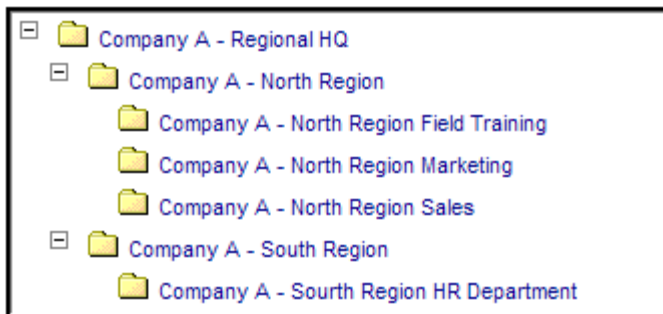 Company A - Regional HQ
Company A - North Region
Company A - North Region Field Training
Company A - North Region Marketing
Company A - North Region Sales
Company A - South Region
Company A - Sourth Region HR Department